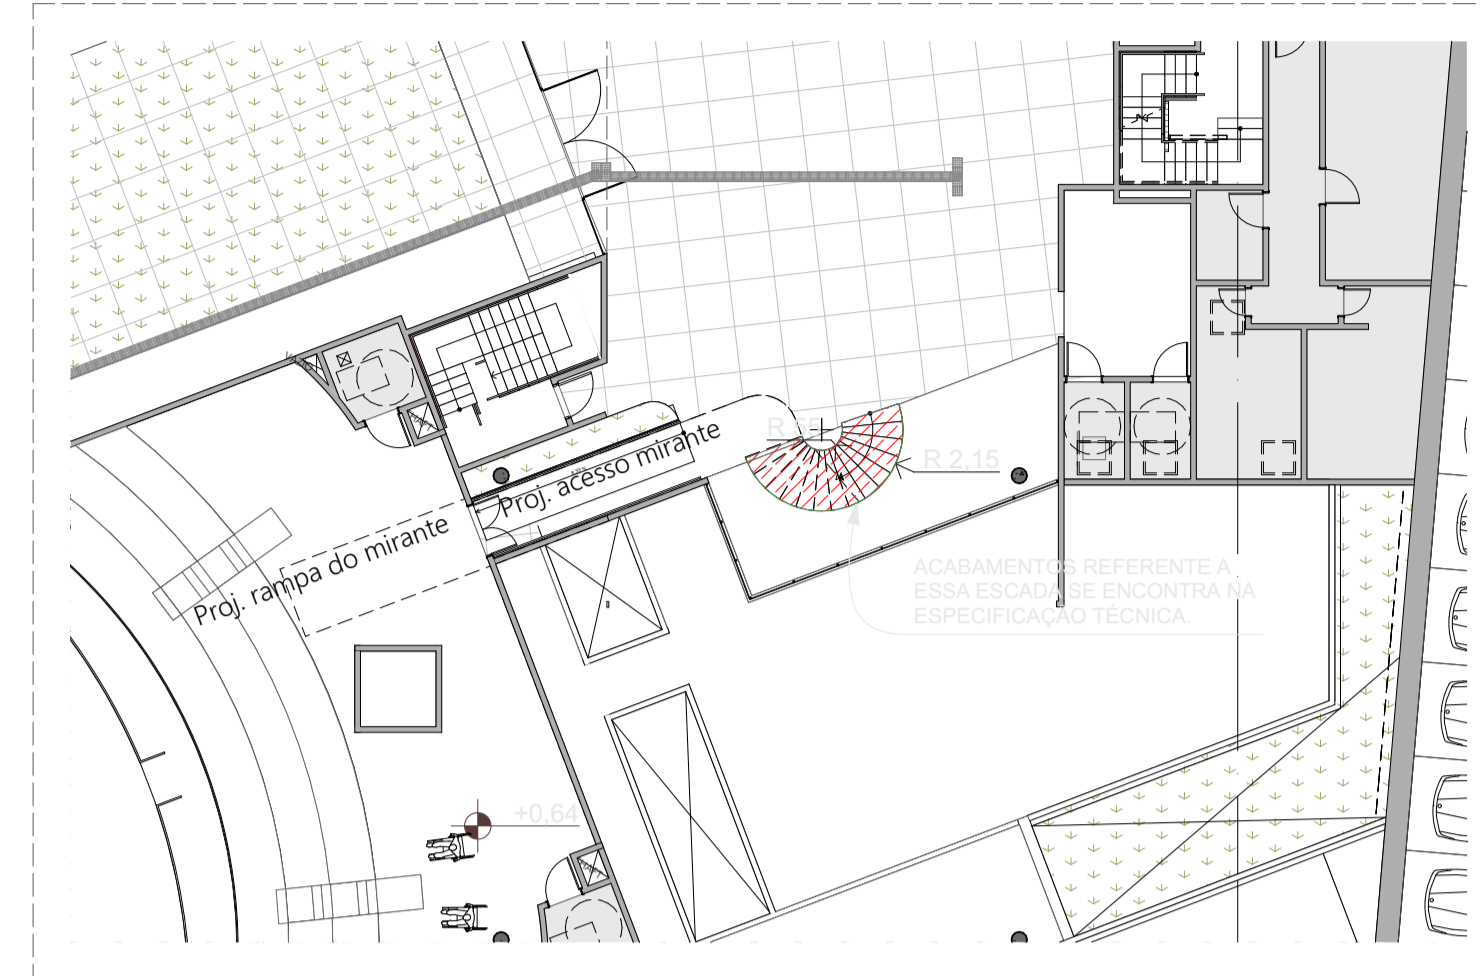 Proj. acesso mirante
R 2,15
Proj. rampa do mirante
ACABAMENTOS REFERENTE A
ESSA ESCADA SE ENCONTRA NA
ESPECIFICAÇÃO TÉCNICA.
+0,64